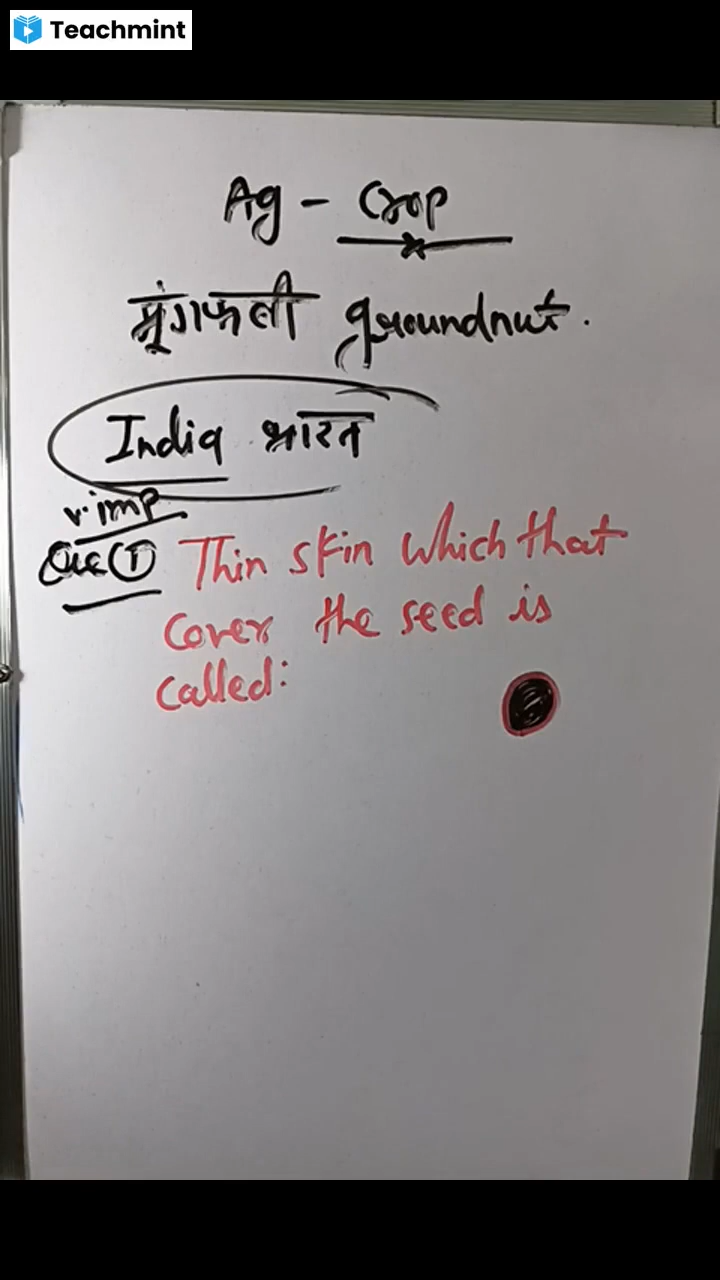 Teachmint
Ag - Crop
मूंगफली groundnut.
India भारत
v. imp
Que ① Thin skin which that
cover the seed is
called: